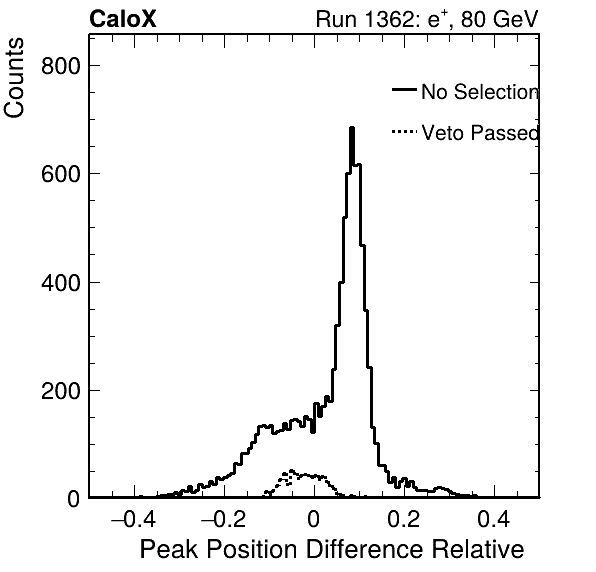 CaloX Run 1362: e⁺, 80 GeV
Counts
800
No Selection
Veto Passed
600
400
200
0
−0.4 −0.2 0 0.2 0.4
Peak Position Difference Relative